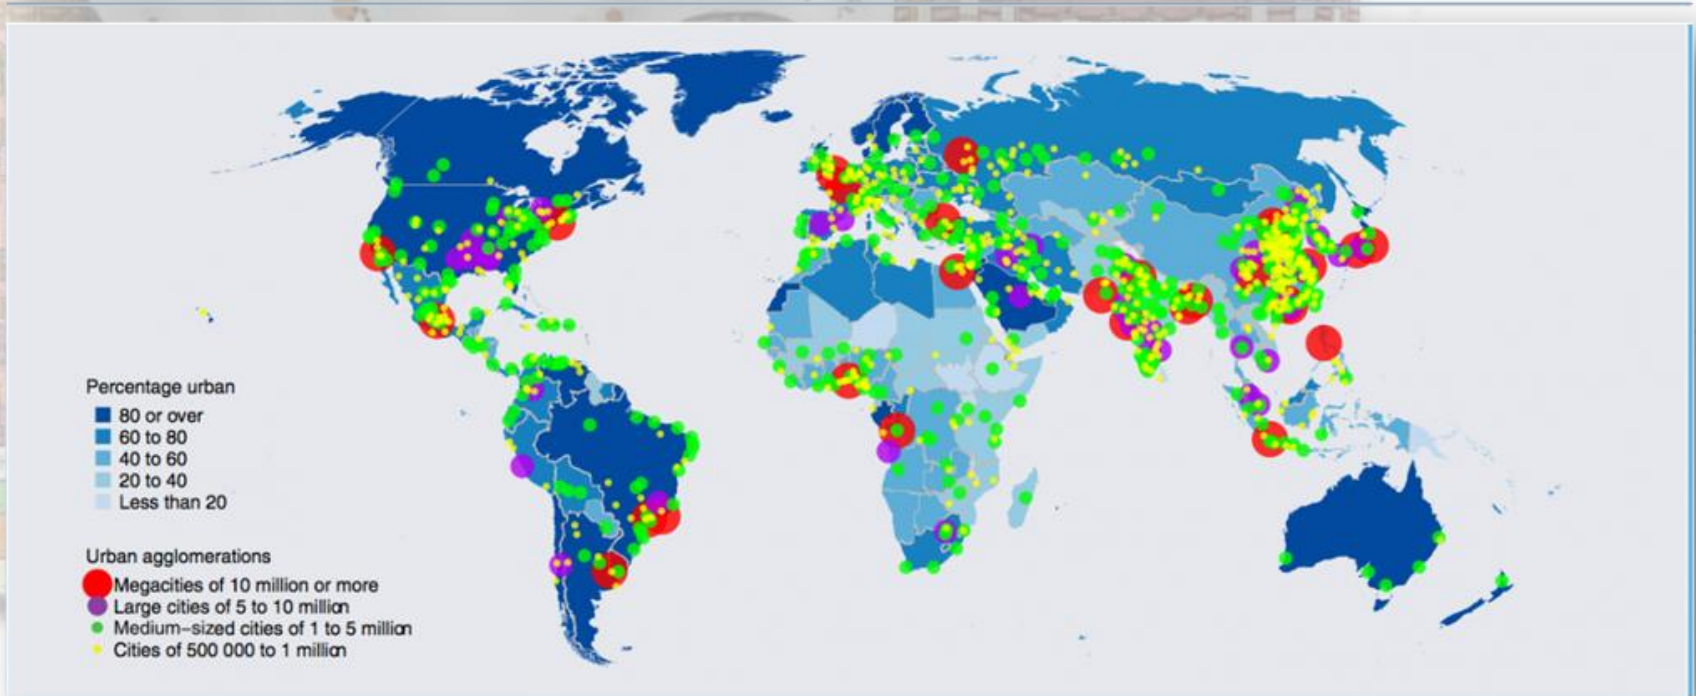 Percentage urban
80 or over
60 to 80
40 to 60
20 to 40
Less than 20
Urban agglomerations
Megacities of 10 million or more
Large cities of 5 to 10 million
Medium-sized cities of 1 to 5 million
Cities of 500 000 to 1 million